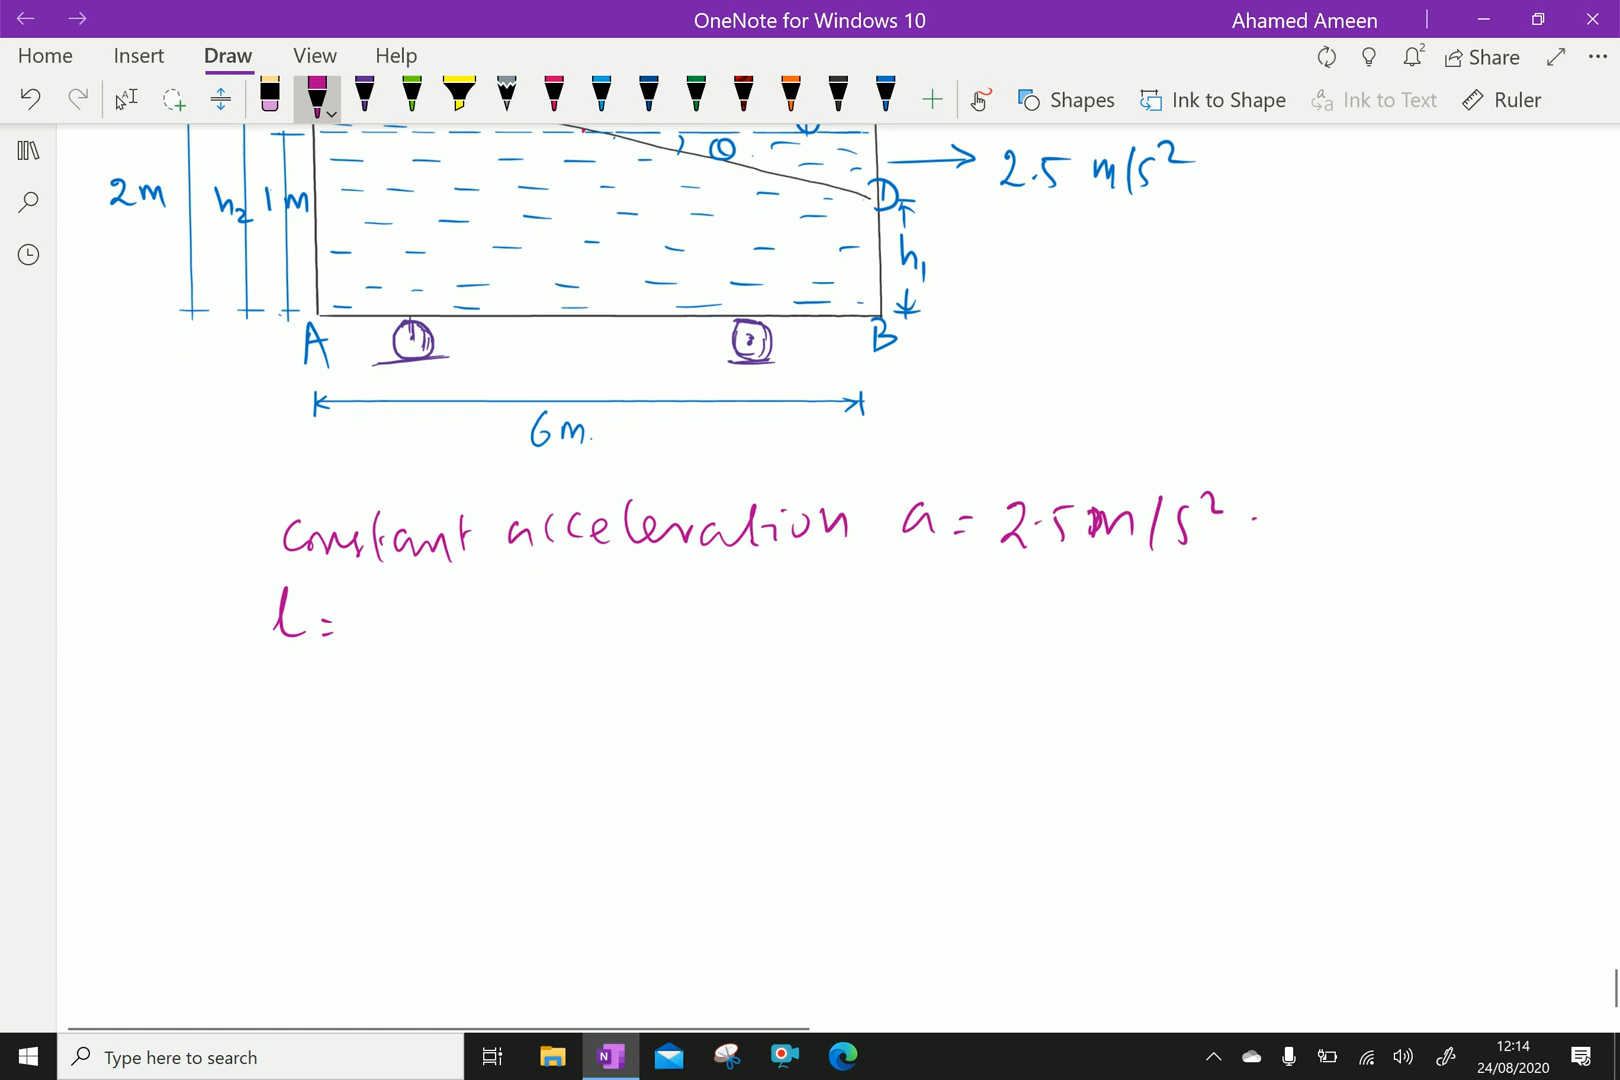 OneNote for Windows 10
Ahamed Ameen
Home Insert Draw View Help
2
Share
Shapes
Ink to Shape
Ink to Text
Ruler
2m
h2
1m
θ
2.5 m/s²
D
h1
A
B
6m.
constant acceleration a = 2.5 m/s² .
l =
Type here to search
12:14
24/08/2020